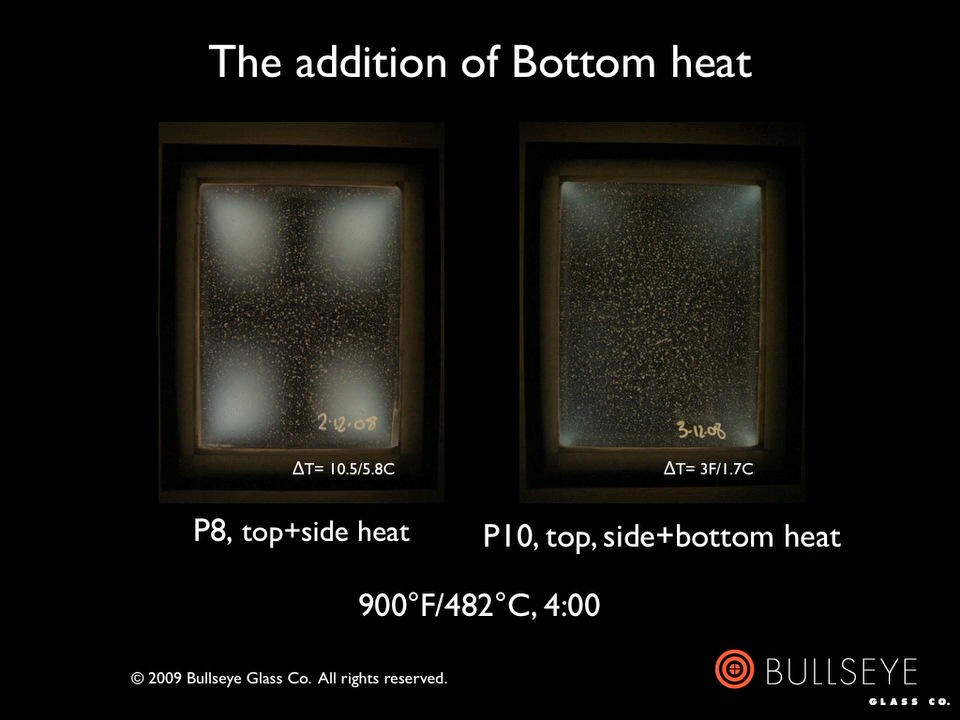 The addition of Bottom heat
2·12·08
3·12·08
ΔT= 10.5/5.8C
ΔT= 3F/1.7C
P8, top+side heat
P10, top, side+bottom heat
900°F/482°C, 4:00
© 2009 Bullseye Glass Co. All rights reserved.
BULLSEYE
GLASS CO.